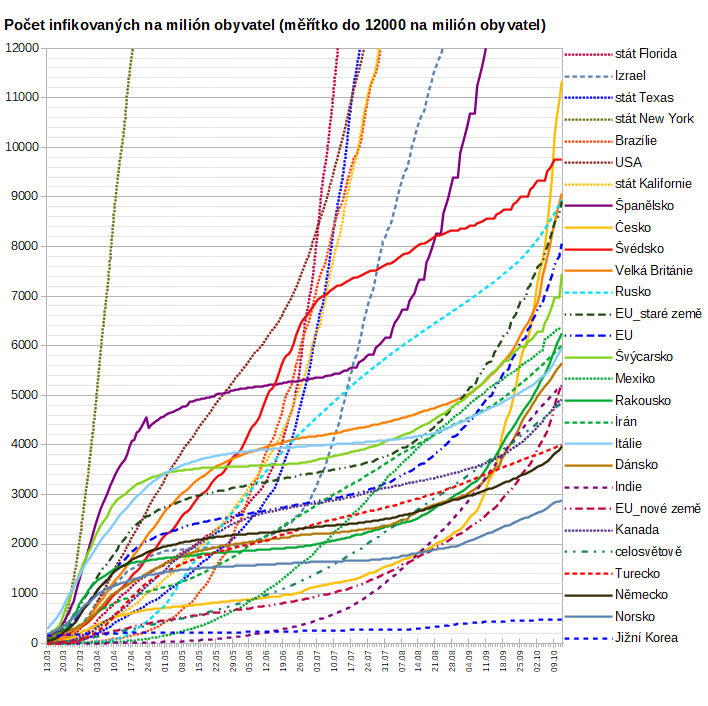 Počet infikovaných na milión obyvatel (měřítko do 12000 na milión obyvatel)
12000
11000
10000
9000
8000
7000
6000
5000
4000
3000
2000
1000
0
13.03
20.03
27.03
03.04
10.04
17.04
24.04
01.05
08.05
15.05
22.05
29.05
05.06
12.06
19.06
26.06
03.07
10.07
17.07
24.07
31.07
07.08
14.08
21.08
28.08
04.09
11.09
18.09
25.09
02.10
09.10
stát Florida
Izrael
stát Texas
stát New York
Brazílie
USA
stát Kalifornie
Španělsko
Česko
Švédsko
Velká Británie
Rusko
EU_staré země
EU
Švýcarsko
Mexiko
Rakousko
Írán
Itálie
Dánsko
Indie
EU_nové země
Kanada
celosvětově
Turecko
Německo
Norsko
Jižní Korea